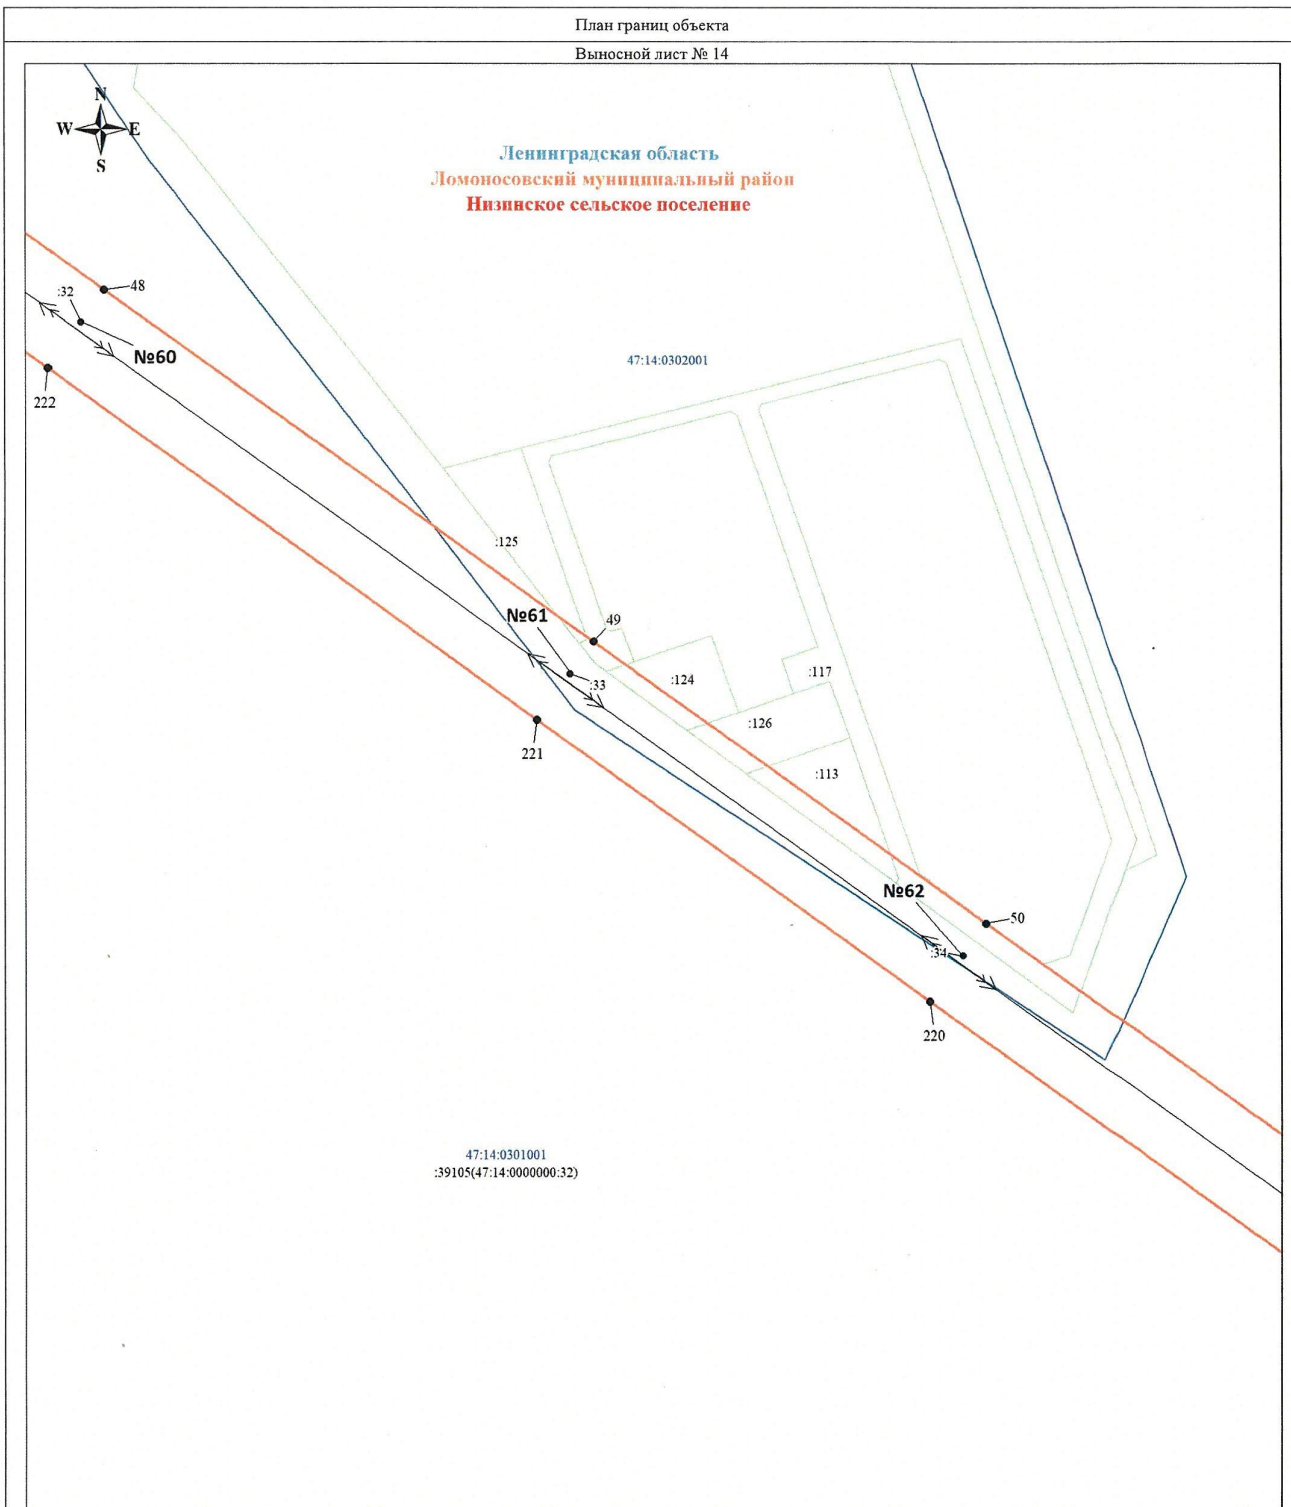 План границ объекта
Выносной лист № 14
N
W E
S
Ленинградская область
Ломоносовский муниципальный район
Низинское сельское поселение
48
:32
№60
222
47:14:0302001
:125
№61
49
:33
:124
:117
:126
221
:113
№62
50
:34
220
47:14:0301001
:39105(47:14:0000000:32)